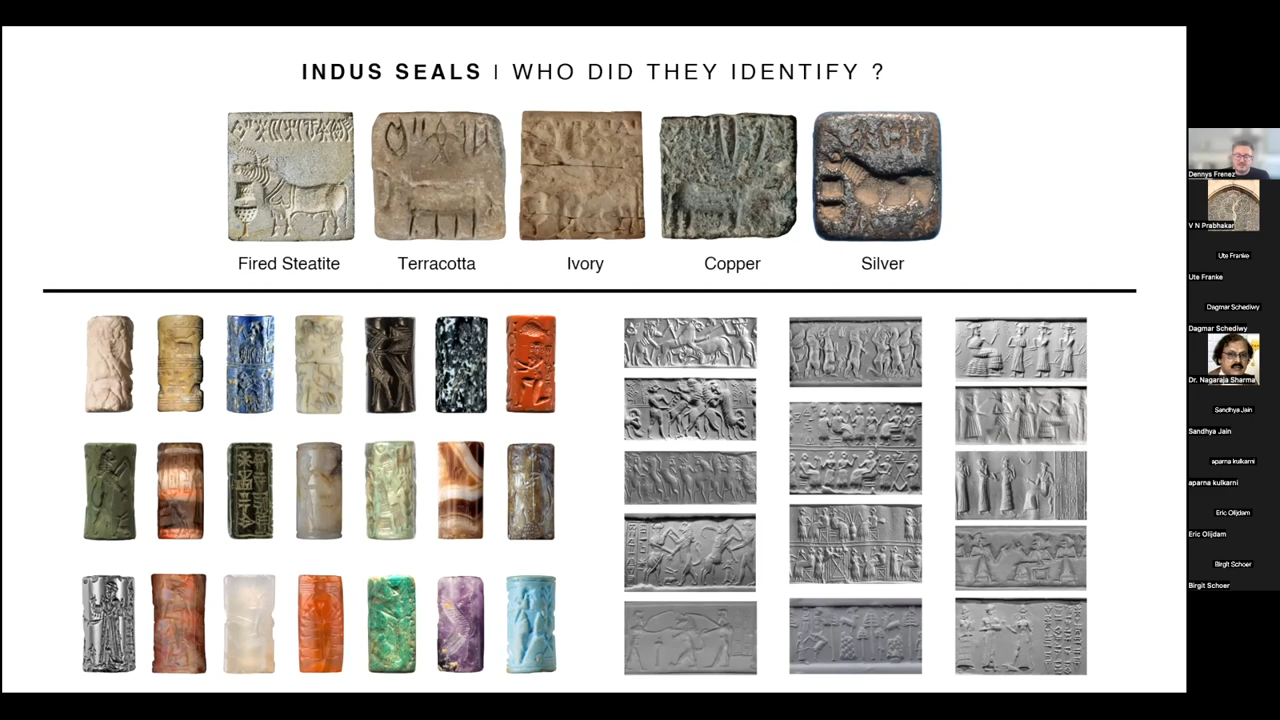 INDUS SEALS | WHO DID THEY IDENTIFY ?
Fired Steatite
Terracotta
Ivory
Copper
Silver
Dennys Frenez
V N Prabhakar
Ute Franke
Ute Franke
Dagmar Schediwy
Dagmar Schediwy
Dr. Nagaraja Sharma
Sandhya Jain
Sandhya Jain
aparna kulkarni
aparna kulkarni
Eric Olijdam
Eric Olijdam
Birgit Schoer
Birgit Schoer